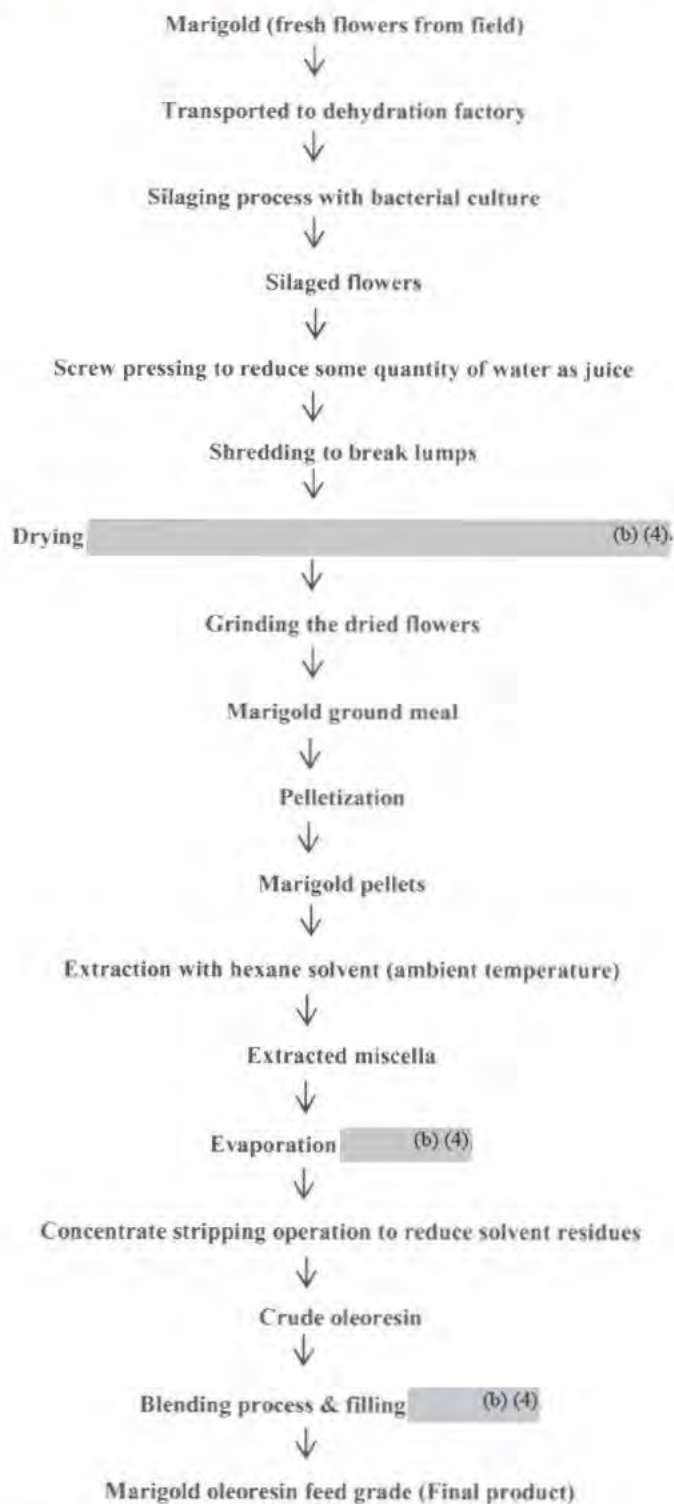 Marigold (fresh flowers from field)
Transported to dehydration factory
Silaging process with bacterial culture
Silaged flowers
Screw pressing to reduce some quantity of water as juice
Shredding to break lumps
Drying (b) (4).
Grinding the dried flowers
Marigold ground meal
Pelletization
Marigold pellets
Extraction with hexane solvent (ambient temperature)
Extracted miscella
Evaporation (b) (4)
Concentrate stripping operation to reduce solvent residues
Crude oleoresin
Blending process & filling (b) (4)
Marigold oleoresin feed grade (Final product)